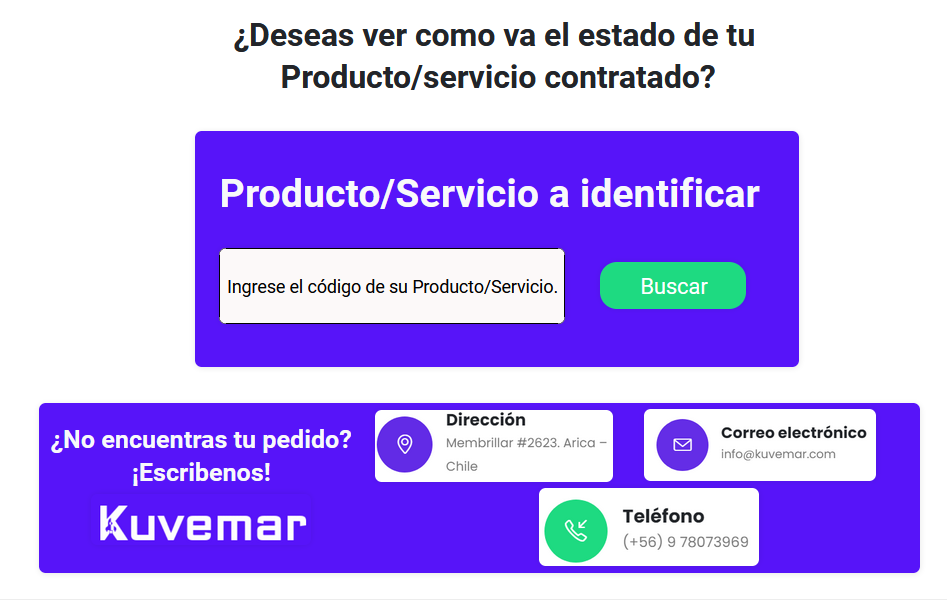 ¿Deseas ver como va el estado de tu
Producto/servicio contratado?
Producto/Servicio a identificar
Ingrese el código de su Producto/Servicio.
Buscar
¿No encuentras tu pedido?
¡Escribenos!
Kuvemar
Dirección
Membrillar #2623. Arica –
Chile
Correo electrónico
info@kuvemar.com
Teléfono
(+56) 9 78073969